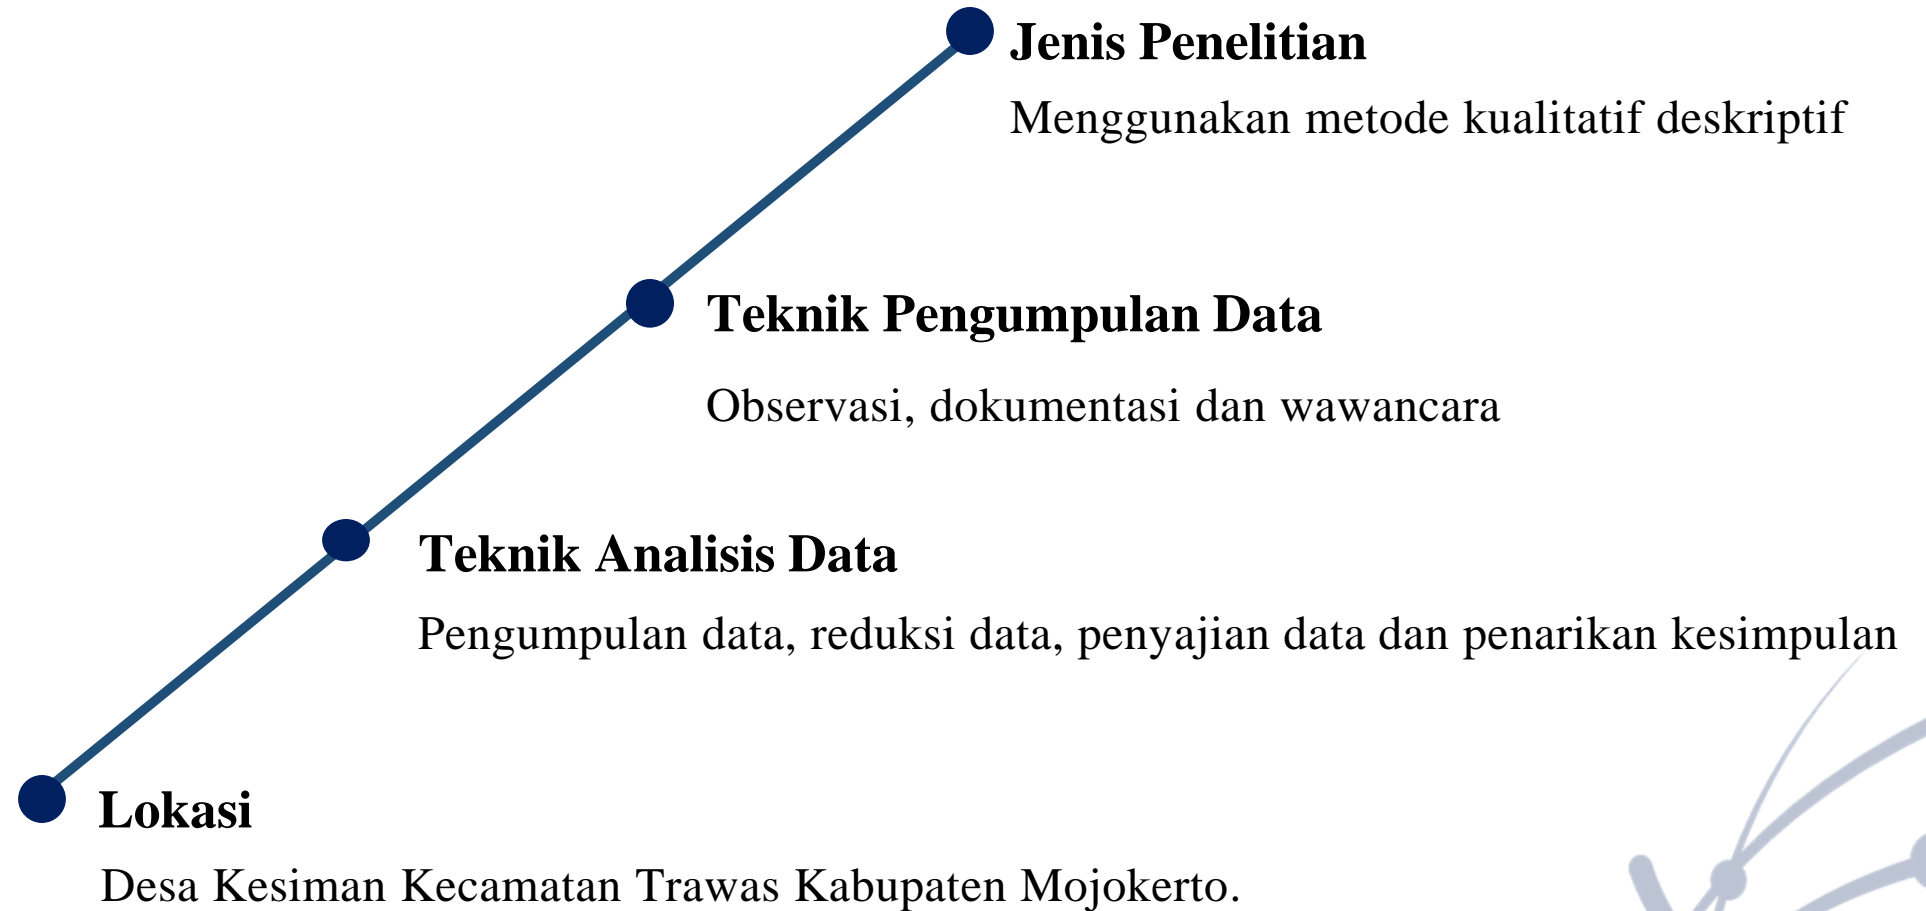 Jenis Penelitian
Menggunakan metode kualitatif deskriptif
Teknik Pengumpulan Data
Observasi, dokumentasi dan wawancara
Teknik Analisis Data
Pengumpulan data, reduksi data, penyajian data dan penarikan kesimpulan
Lokasi
Desa Kesiman Kecamatan Trawas Kabupaten Mojokerto.